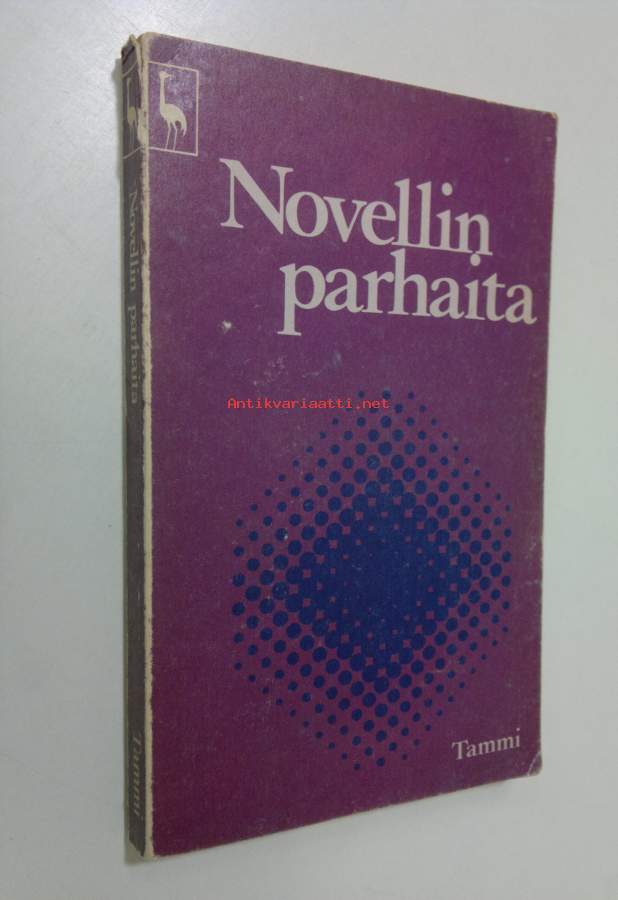 Novellin
parhaita
Antikvariaatti.net
Tammi
Novellin parhaita
Tammi